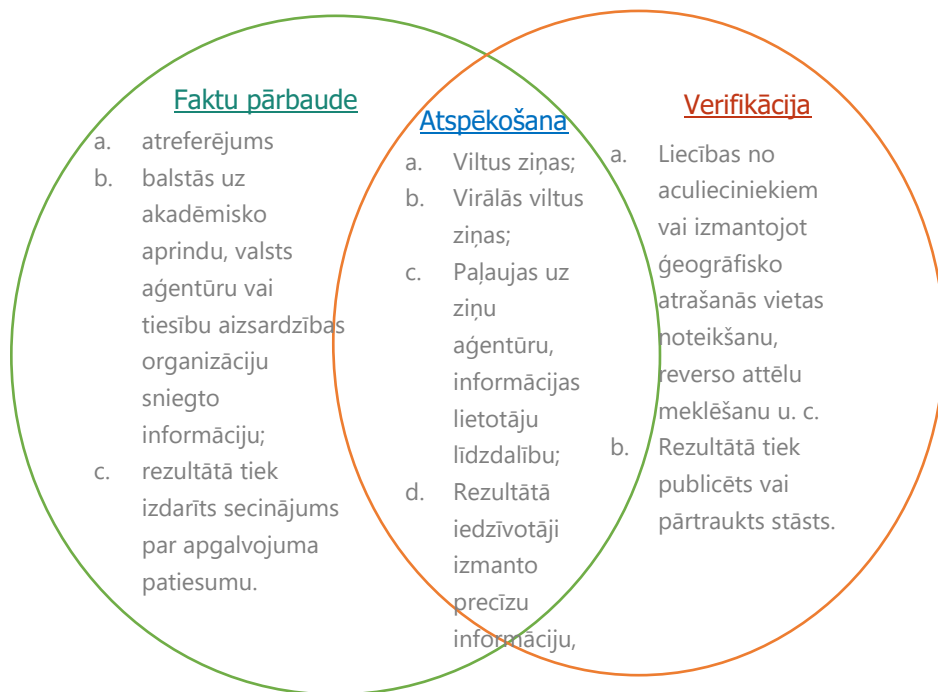 Faktu pārbaude
a. atreferējums
b. balstās uz
akadēmisko
aprindu, valsts
aģentūru vai
tiesību aizsardzības
organizāciju
sniegto
informāciju;
c. rezultātā tiek
izdarīts secinājums
par apgalvojuma
patiesumu.
Atspēkošana
a. Viltus ziņas;
b. Virālās viltus
ziņas;
c. Paļaujas uz
ziņu
aģentūru,
informācijas
lietotāju
līdzdalību;
d. Rezultātā
iedzīvotāji
izmanto
precīzu
informāciju,
Verifikācija
a. Liecības no
aculieciniekiem
vai izmantojot
ģeogrāfisko
atrašanās vietas
noteikšanu,
reverso attēlu
meklēšanu u. c.
b. Rezultātā tiek
publicēts vai
pārtraukts stāsts.